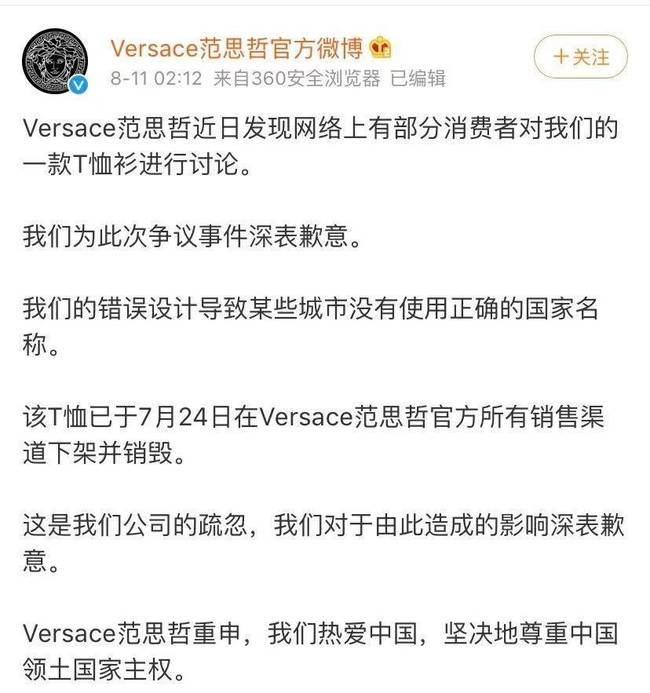 Versace范思哲官方微博
+关注
8-11 02:12 来自360安全浏览器 已编辑
Versace范思哲近日发现网络上有部分消费者对我们的
一款T恤衫进行讨论。
我们为此次争议事件深表歉意。
我们的错误设计导致某些城市没有使用正确的国家名
称。
该T恤已于7月24日在Versace范思哲官方所有销售渠
道下架并销毁。
这是我们公司的疏忽，我们对于由此造成的影响深表歉
意。
Versace范思哲重申，我们热爱中国，坚决地尊重中国
领土国家主权。